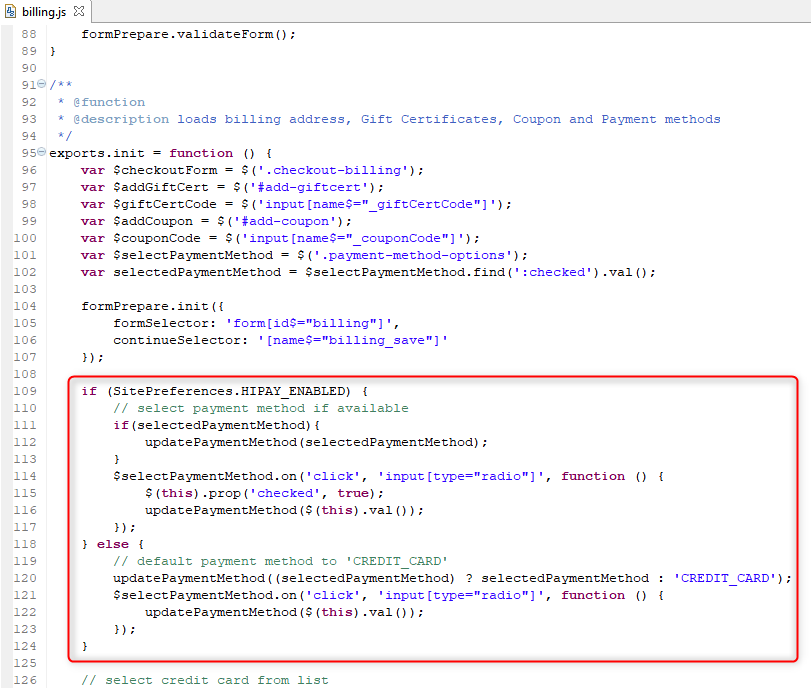 billing.js
88     formPrepare.validateForm();
89 }
90
91 /**
92  * @function
93  * @description loads billing address, Gift Certificates, Coupon and Payment methods
94  */
95 exports.init = function () {
96     var $checkoutForm = $('.checkout-billing');
97     var $addGiftCert = $('#add-giftcert');
98     var $giftCertCode = $('input[name$="_giftCertCode"]');
99     var $addCoupon = $('#add-coupon');
100     var $couponCode = $('input[name$="_couponCode"]');
101     var $selectPaymentMethod = $('.payment-method-options');
102     var selectedPaymentMethod = $selectPaymentMethod.find(':checked').val();
103
104     formPrepare.init({
105         formSelector: 'form[id$="billing"]',
106         continueSelector: '[name$="billing_save"]'
107     });
108
109     if (SitePreferences.HIPAY_ENABLED) {
110         // select payment method if available
111         if(selectedPaymentMethod){
112             updatePaymentMethod(selectedPaymentMethod);
113         }
114         $selectPaymentMethod.on('click', 'input[type="radio"]', function () {
115             $(this).prop('checked', true);
116             updatePaymentMethod($(this).val());
117         });
118     } else {
119         // default payment method to 'CREDIT_CARD'
120         updatePaymentMethod((selectedPaymentMethod) ? selectedPaymentMethod : 'CREDIT_CARD');
121         $selectPaymentMethod.on('click', 'input[type="radio"]', function () {
122             updatePaymentMethod($(this).val());
123         });
124     }
125
126     // select credit card from list